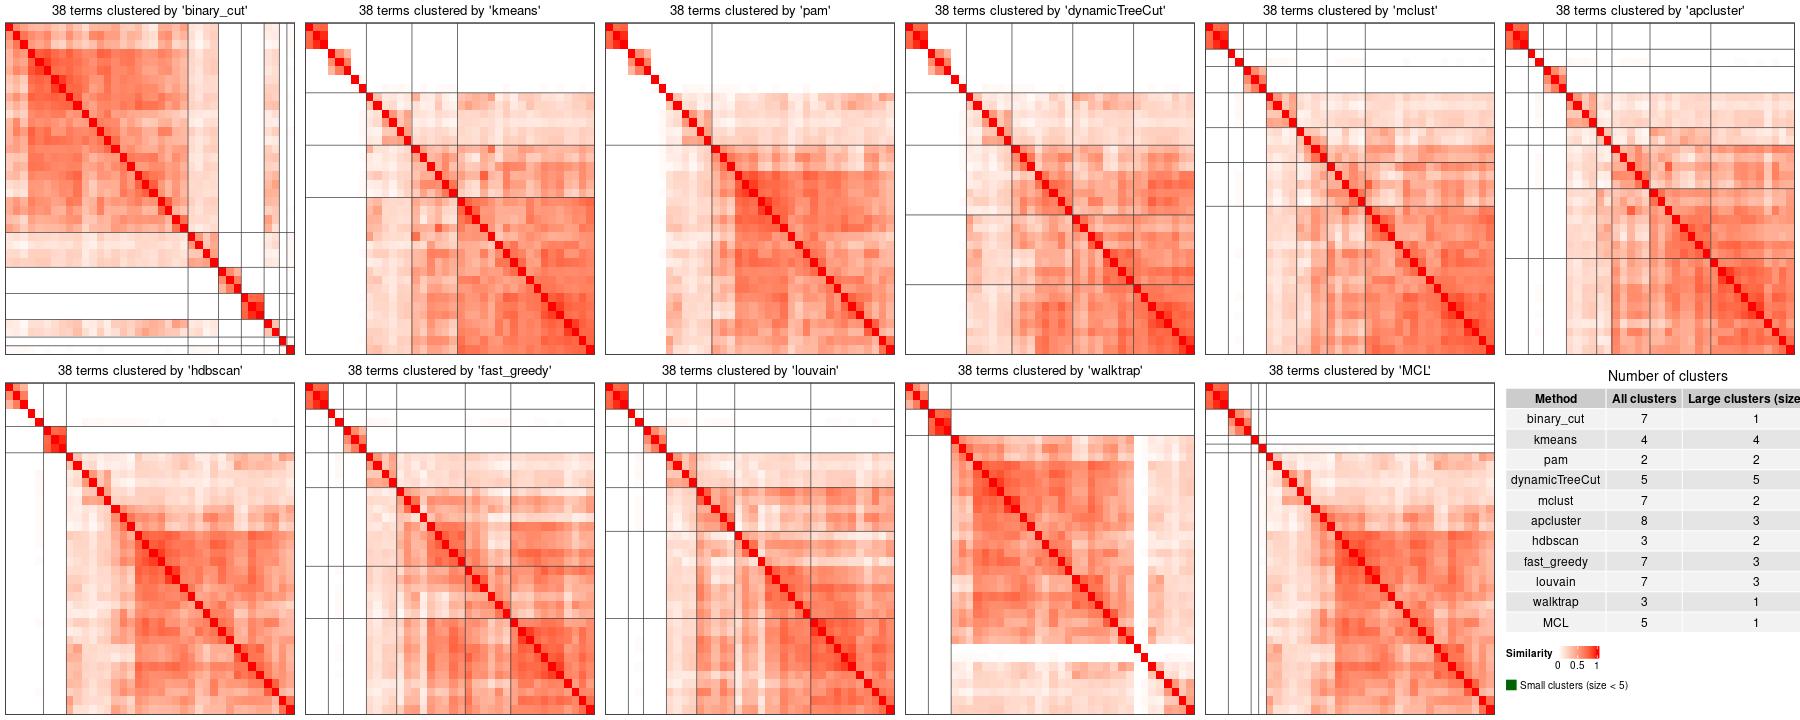 38 terms clustered by 'binary_cut'
38 terms clustered by 'kmeans'
38 terms clustered by 'pam'
38 terms clustered by 'dynamicTreeCut'
38 terms clustered by 'mclust'
38 terms clustered by 'apcluster'
38 terms clustered by 'hdbscan'
38 terms clustered by 'fast_greedy'
38 terms clustered by 'louvain'
38 terms clustered by 'walktrap'
38 terms clustered by 'MCL'
Number of clusters
Method All clusters Large clusters (size
binary_cut 7 1
kmeans 4 4
pam 2 2
dynamicTreeCut 5 5
mclust 7 2
apcluster 8 3
hdbscan 3 2
fast_greedy 7 3
louvain 7 3
walktrap 3 1
MCL 5 1
Similarity
0 0.5 1
Small clusters (size < 5)